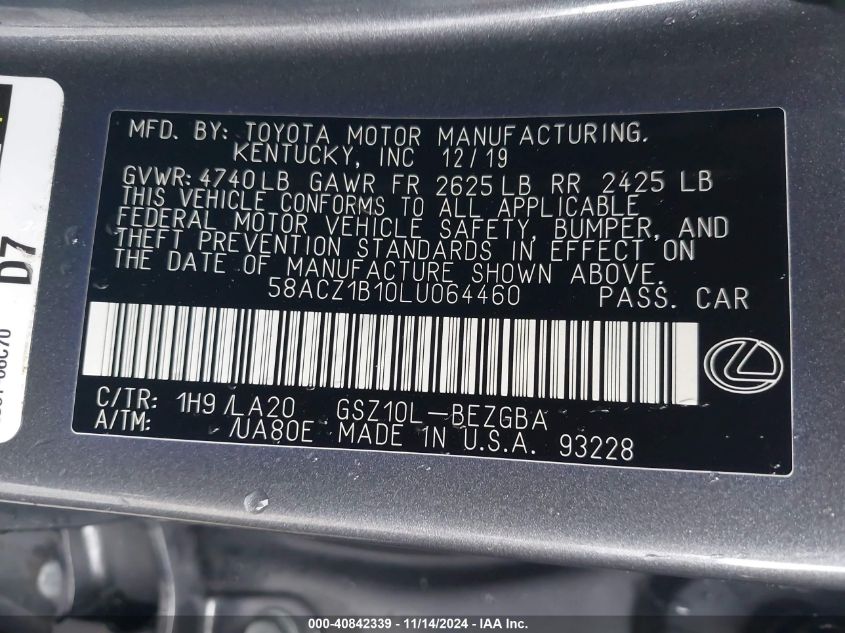 MFD. BY: TOYOTA MOTOR MANUFACTURING,
KENTUCKY, INC 12/19
GVWR: 4740LB GAWR FR 2625LB RR 2425 LB
THIS VEHICLE CONFORMS TO ALL APPLICABLE
FEDERAL MOTOR VEHICLE SAFETY, BUMPER, AND
THEFT PREVENTION STANDARDS IN EFFECT ON
THE DATE OF MANUFACTURE SHOWN ABOVE.
58ACZ1B10LU064460 PASS. CAR
C/TR: 1H9 /LA20 GSZ10L-BEZGBA
A/TM: /UA80E MADE IN U.S.A. 93228
D7
000-40842339 - 11/14/2024 - IAA Inc.